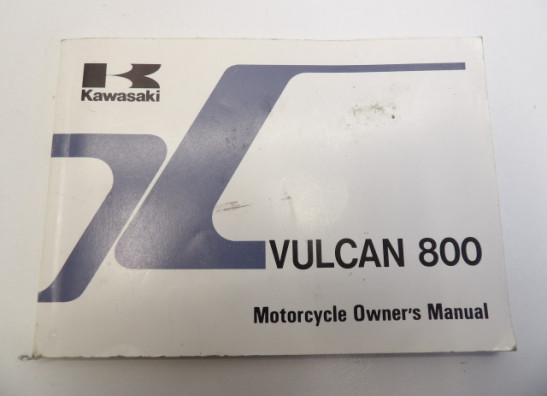 Kawasaki
VULCAN 800
Motorcycle Owner's Manual